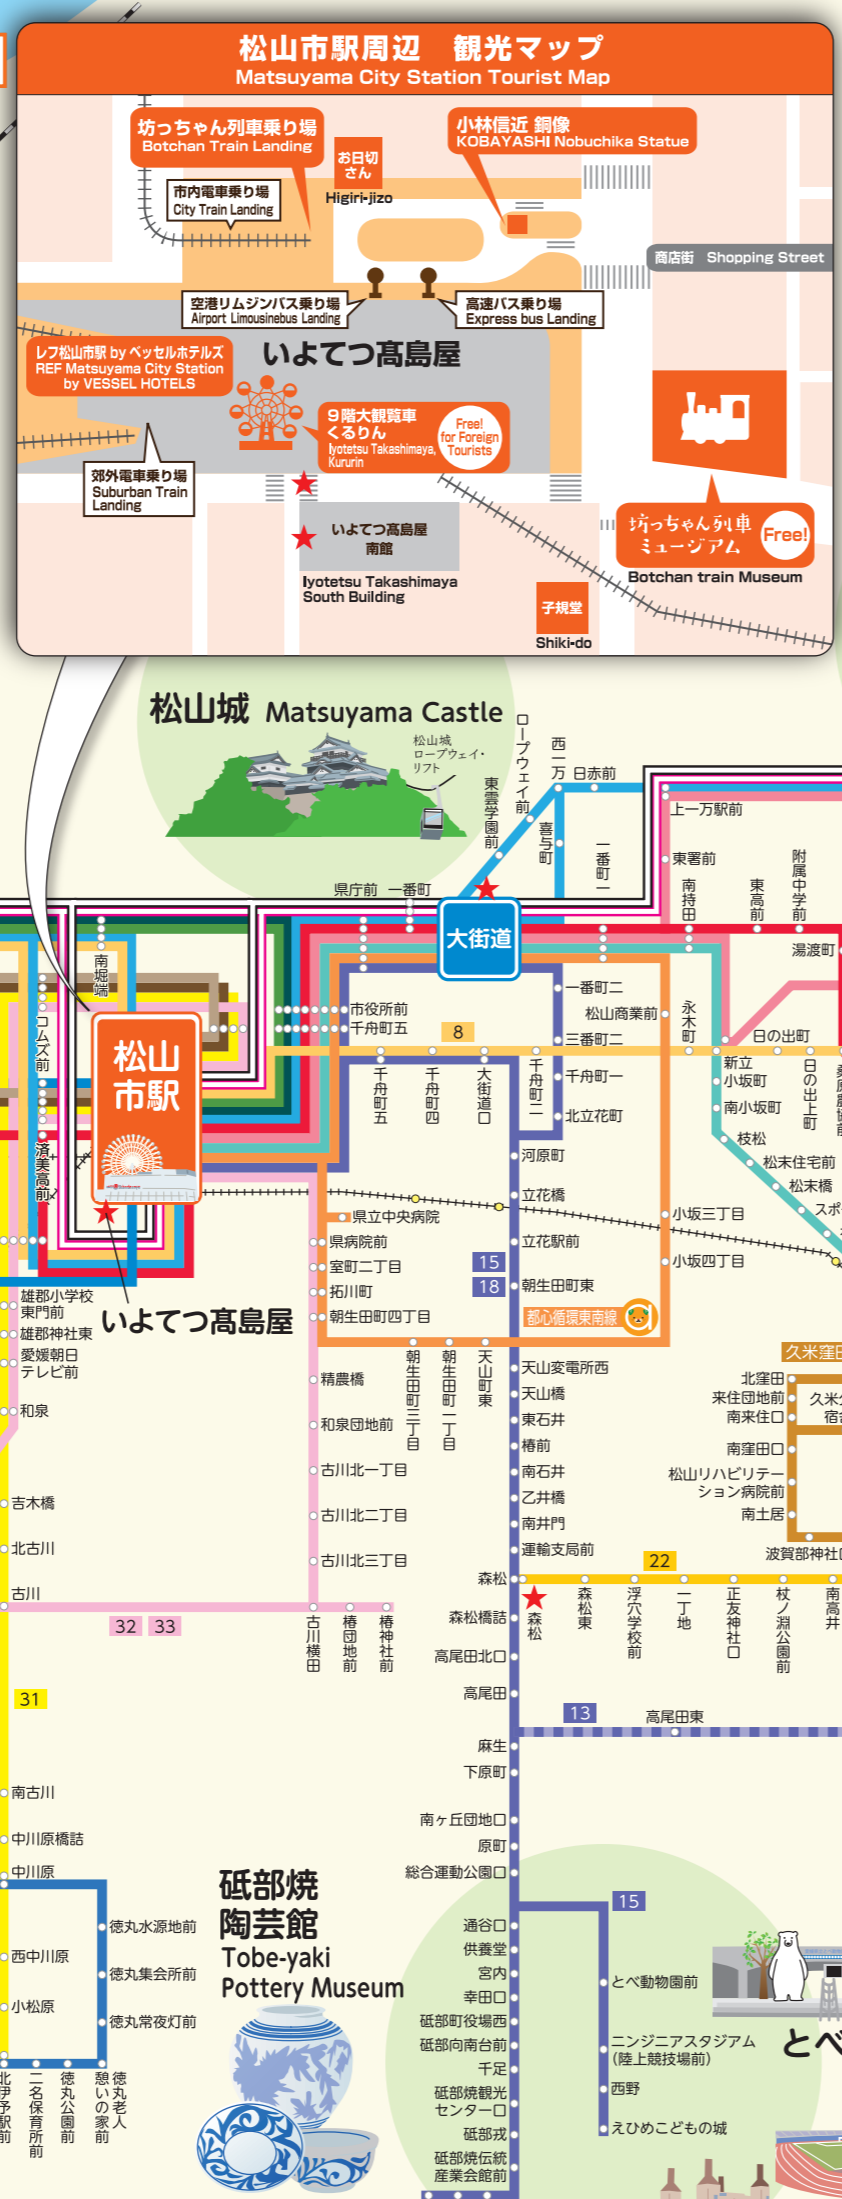 松山市駅周辺　観光マップ
Matsuyama City Station Tourist Map
坊っちゃん列車乗り場
Botchan Train Landing
お日切
さん
Higiri-jizo
小林信近 銅像
KOBAYASHI Nobuchika Statue
市内電車乗り場
City Train Landing
商店街　Shopping Street
空港リムジンバス乗り場
Airport Limousinebus Landing
高速バス乗り場
Express bus Landing
レフ松山市駅 by ベッセルホテルズ
REF Matsuyama City Station
by VESSEL HOTELS
いよてつ髙島屋
9階大観覧車
くるりん
Iyotetsu Takashimaya,
Kururin
Free!
for Foreign
Tourists
郊外電車乗り場
Suburban Train
Landing
いよてつ髙島屋
南館
Iyotetsu Takashimaya
South Building
坊っちゃん列車
ミュージアム
Free!
Botchan train Museum
子規堂
Shiki-do
松山城 Matsuyama Castle
松山城
ロープウェイ・
リフト
ロープウェイ前
東雲学園前
西一万
日赤前
喜与町
一番町一
上一万駅前
東署前
南持田
東高前
附属中学前
湯渡町
県庁前
一番町
大街道
南堀端
コムズ前
松山
市駅
市役所前
千舟町五
8
一番町二
松山商業前
三番町二
永木町
日の出町
千舟町五
千舟町四
大街道口
千舟町二
千舟町一
北立花町
新立
小坂町
南小坂町
日の出上町
枝松
松末住宅前
松末橋
河原町
済美高前
立花橋
県立中央病院
小坂三丁目
県病院前
立花駅前
小坂四丁目
室町二丁目
15
18
朝生田町東
拓川町
朝生田町四丁目
都心循環東南線
いよてつ髙島屋
雄郡小学校
東門前
雄郡神社東
愛媛朝日
テレビ前
和泉
精農橋
朝生田町三丁目
朝生田町一丁目
天山町東
天山変電所西
天山橋
東石井
椿前
南石井
乙井橋
南井門
運輸支局前
和泉団地前
古川北一丁目
古川北二丁目
古川北三丁目
久米窪田
北窪田
来住団地前
南来住口
南窪田口
松山リハビリテー
ション病院前
南土居
波賀部神社口
吉木橋
北古川
古川
32
33
古川横田
椿団地前
椿神社前
森松
22
森松
森松東
浮穴学校前
一丁地
正友神社口
杖ノ淵公園前
南高井
森松橋詰
高尾田北口
高尾田
13
高尾田東
31
麻生
下原町
南古川
中川原橋詰
中川原
南ヶ丘団地口
原町
総合運動公園口
15
徳丸水源地前
西中川原
徳丸集会所前
小松原
徳丸常夜灯前
北伊予駅前
二名保育所前
徳丸公園前
徳丸老人
憩いの家前
砥部焼
陶芸館
Tobe-yaki
Pottery Museum
通谷口
供養堂
宮内
幸田口
砥部町役場西
砥部向南台前
千足
砥部焼観光
センター口
砥部戎
砥部焼伝統
産業会館前
とべ動物園前
ニンジニアスタジアム
(陸上競技場前)
西野
えひめこどもの城
とべ